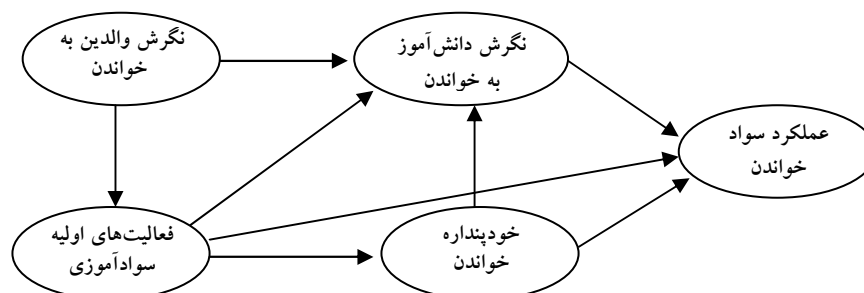 نگرش والدین به
خواندن
نگرش دانش‌آموز
به خواندن
عملکرد سواد
خواندن
فعالیت‌های اولیه
سوادآموزی
خودپنداره
خواندن